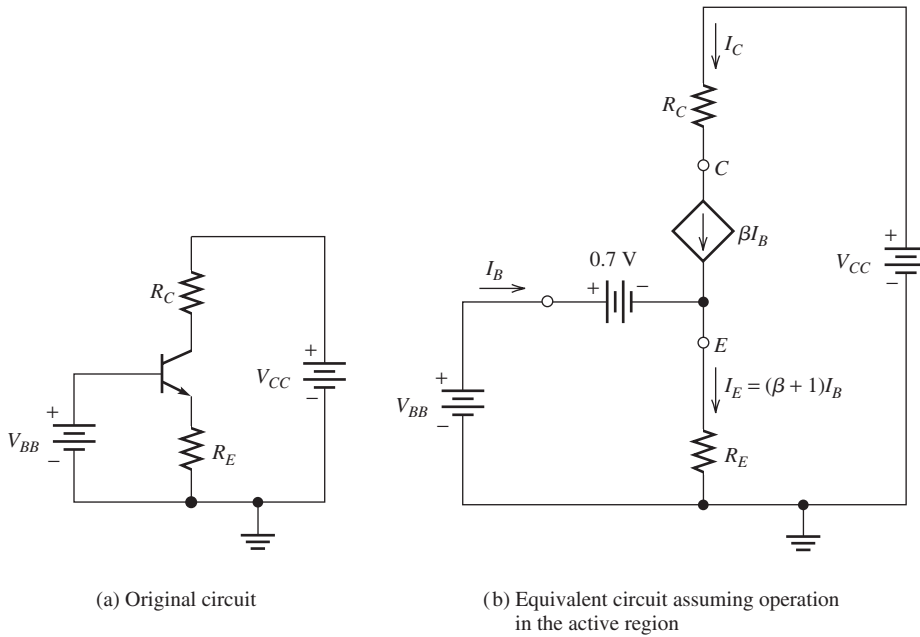 R_C
V_BB
+
−
R_E
V_CC
+
−
(a) Original circuit
I_C
R_C
C
βI_B
0.7 V
+ −
I_B
E
I_E = (β + 1)I_B
V_BB
+
−
R_E
V_CC
+
−
(b) Equivalent circuit assuming operation
in the active region